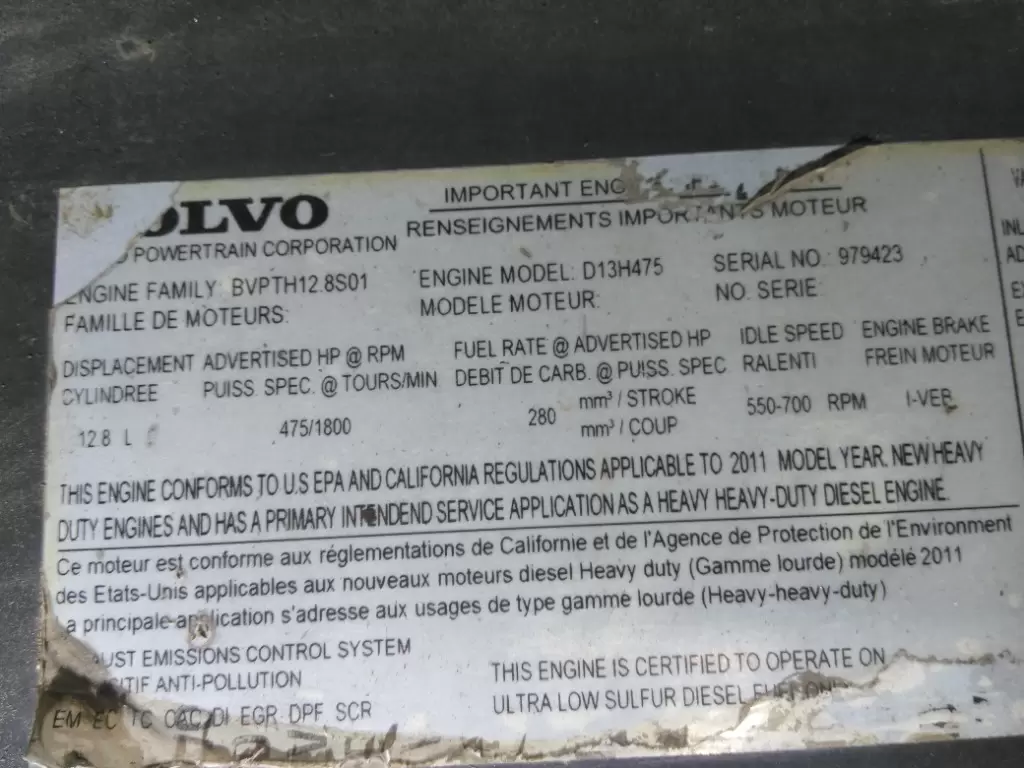 OLVO
IMPORTANT ENG
POWERTRAIN CORPORATION
RENSEIGNEMENTS IMPORTANTS MOTEUR
ENGINE FAMILY: BVPTH12.8S01 ENGINE MODEL: D13H475 SERIAL NO.: 979423
FAMILLE DE MOTEURS: MODELE MOTEUR: NO. SERIE:
DISPLACEMENT ADVERTISED HP @ RPM FUEL RATE @ ADVERTISED HP IDLE SPEED ENGINE BRAKE
CYLINDREE PUISS. SPEC. @ TOURS/MIN DEBIT DE CARB. @ PUISS. SPEC. RALENTI FREIN MOTEUR
12.8 L 475/1800 280 mm³ / STROKE 550-700 RPM I-VEB
mm³ / COUP
THIS ENGINE CONFORMS TO U.S EPA AND CALIFORNIA REGULATIONS APPLICABLE TO 2011 MODEL YEAR. NEW HEAVY
DUTY ENGINES AND HAS A PRIMARY INTENDEND SERVICE APPLICATION AS A HEAVY HEAVY-DUTY DIESEL ENGINE.
Ce moteur est conforme aux réglementations de Californie et de l'Agence de Protection de l'Environment
des Etats-Unis applicables aux nouveaux moteurs diesel Heavy duty (Gamme lourde) modélé 2011
La principale application s'adresse aux usages de type gamme lourde (Heavy-heavy-duty)
UST EMISSIONS CONTROL SYSTEM
ITIF ANTI-POLLUTION
EM EC TC CAC DI EGR DPF SCR
THIS ENGINE IS CERTIFIED TO OPERATE ON
ULTRA LOW SULFUR DIESEL FUEL ONLY